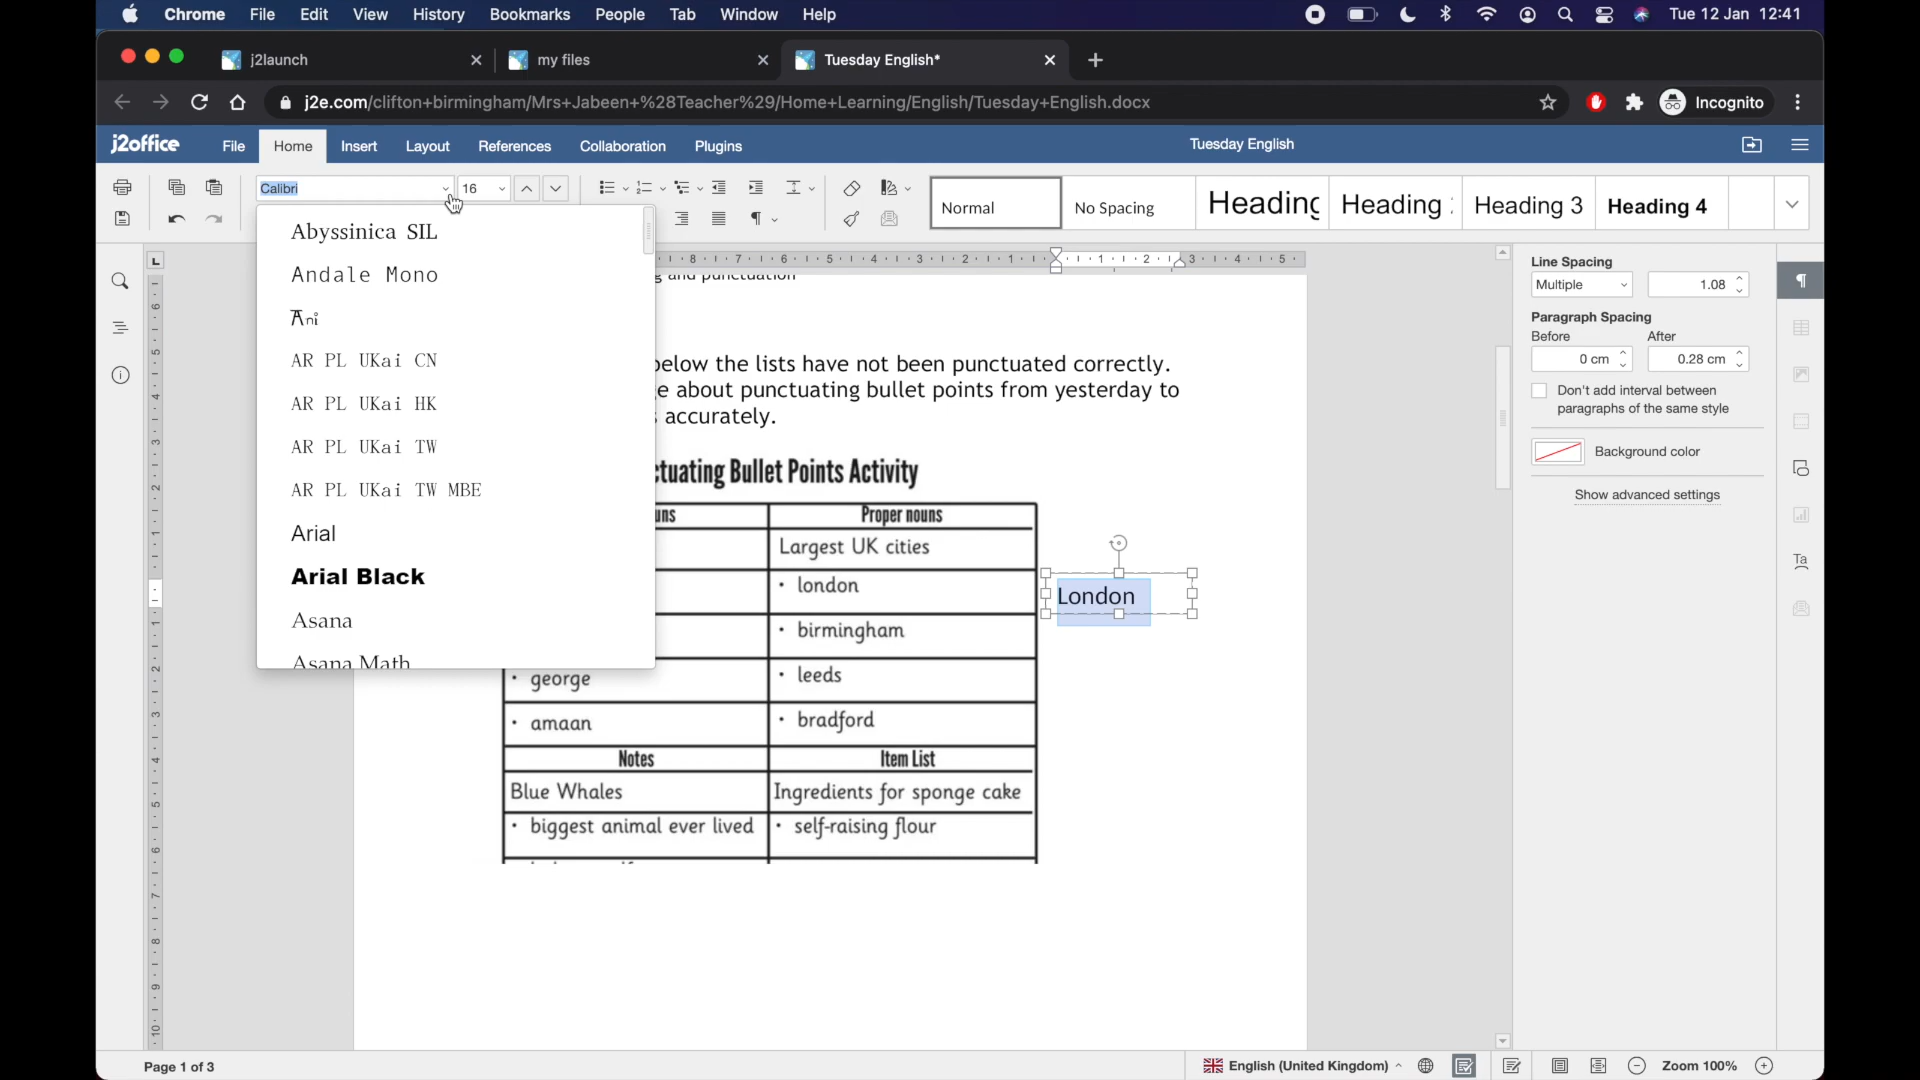 Chrome File Edit View History Bookmarks People Tab Window Help Tue 12 Jan 12:41
j2launch my files Tuesday English*
j2e.com/clifton+birmingham/Mrs+Jabeen+%28Teacher%29/Home+Learning/English/Tuesday+English.docx Incognito
j2office File Home Insert Layout References Collaboration Plugins Tuesday English
Calibri 16
Normal No Spacing Heading Heading Heading 3 Heading 4
Abyssinica SIL
Andale Mono
Ani
AR PL UKai CN
AR PL UKai HK
AR PL UKai TW
AR PL UKai TW MBE
Arial
Arial Black
Asana
Asana Math
and punctuation
below the lists have not been punctuated correctly.
e about punctuating bullet points from yesterday to
s accurately.
ctuating Bullet Points Activity
uns Proper nouns
Largest UK cities
• london
• birmingham
• george • leeds
• amaan • bradford
Notes Item List
Blue Whales Ingredients for sponge cake
• biggest animal ever lived • self-raising flour
London
Line Spacing
Multiple 1.08
Paragraph Spacing
Before After
0 cm 0.28 cm
Don't add interval between
paragraphs of the same style
Background color
Show advanced settings
Page 1 of 3 English (United Kingdom) Zoom 100%